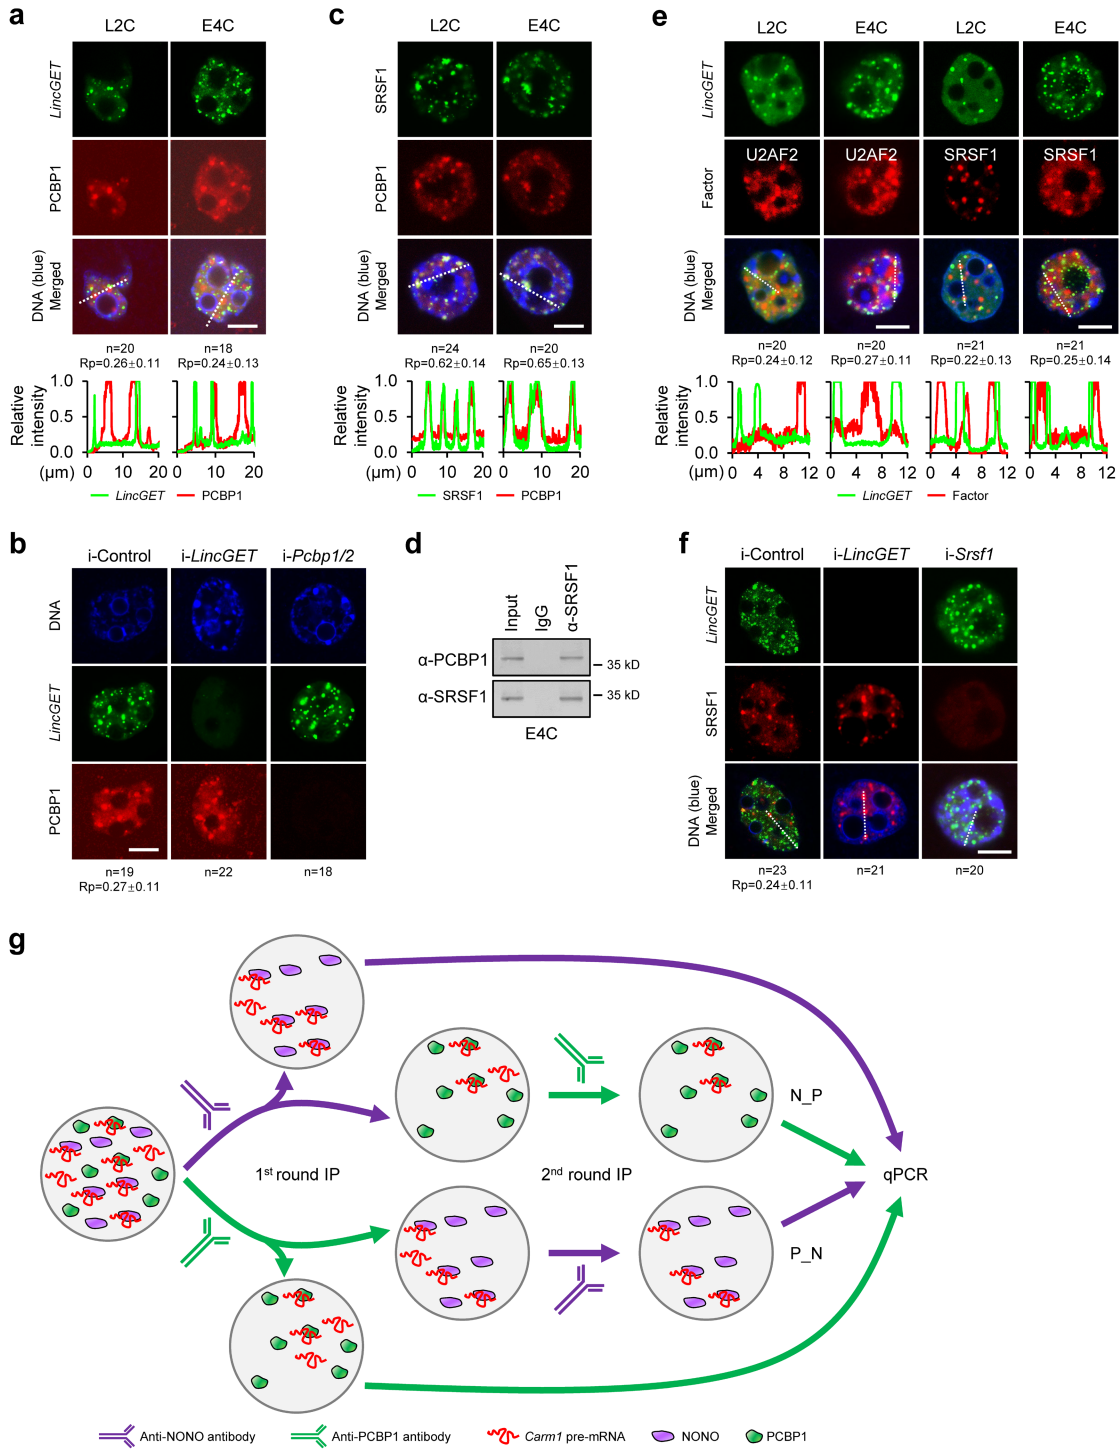 a
L2C
E4C
LincGET
PCBP1
DNA (blue)
Merged
n=20
Rp=0.26±0.11
n=18
Rp=0.24±0.13
Relative
intensity
1.0
0.5
0
(µm)
0
10
20
0
10
20
LincGET
PCBP1
c
L2C
E4C
SRSF1
PCBP1
DNA (blue)
Merged
n=24
Rp=0.62±0.14
n=20
Rp=0.65±0.13
Relative
intensity
1.0
0.5
0
(µm)
0
10
20
0
10
20
SRSF1
PCBP1
e
L2C
E4C
L2C
E4C
LincGET
Factor
U2AF2
U2AF2
SRSF1
SRSF1
DNA (blue)
Merged
n=20
Rp=0.24±0.12
n=20
Rp=0.27±0.11
n=21
Rp=0.22±0.13
n=21
Rp=0.25±0.14
Relative
intensity
1.0
0.5
0
(µm)
0
4
8
12
0
4
8
12
0
4
8
12
0
4
8
12
LincGET
Factor
b
i-Control
i-LincGET
i-Pcbp1/2
DNA
LincGET
PCBP1
n=19
Rp=0.27±0.11
n=22
n=18
d
Input
IgG
α-SRSF1
α-PCBP1
35 kD
α-SRSF1
35 kD
E4C
f
i-Control
i-LincGET
i-Srsf1
LincGET
SRSF1
DNA (blue)
Merged
n=23
Rp=0.24±0.11
n=21
n=20
g
1st round IP
2nd round IP
N_P
qPCR
P_N
Anti-NONO antibody
Anti-PCBP1 antibody
Carm1 pre-mRNA
NONO
PCBP1